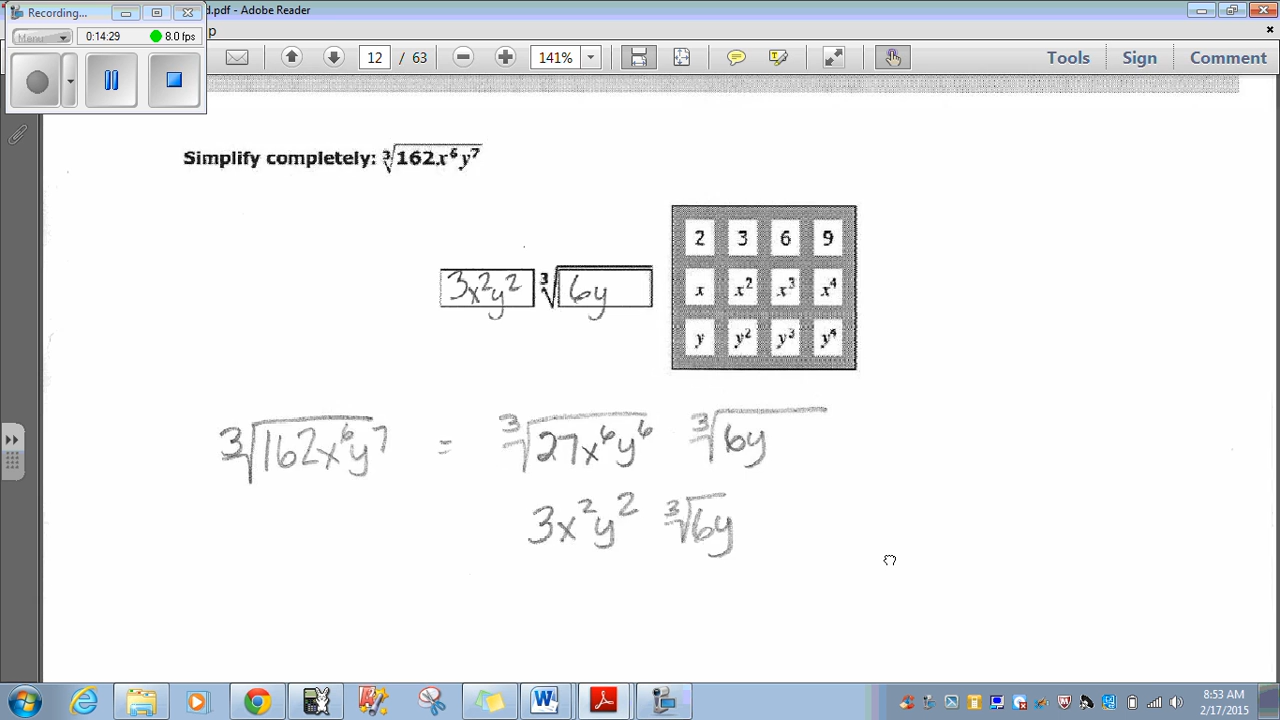 Recording...
d.pdf - Adobe Reader
Menu
0:14:29
8.0 fps
p
12 / 63
141%
Tools
Sign
Comment
Simplify completely: ∛162x⁶y⁷
3x²y² ∛6y
2 3 6 9
x x² x³ x⁴
y y² y³ y⁴
∛162x⁶y⁷ = ∛27x⁶y⁶ ∛6y
3x²y² ∛6y
8:53 AM
2/17/2015